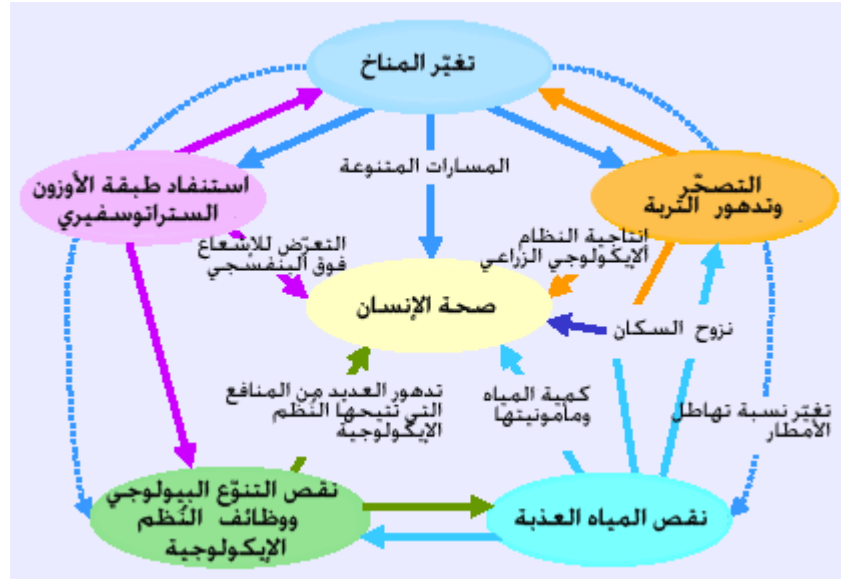 تغيّر المناخ
المسارات المتنوعة
استنفاد طبقة الأوزون
الستراتوسفيري
التصحّر
وتدهور التربة
التعرّض للإشعاع
فوق البنفسجي
إنتاجية النظام
الإيكولوجي الزراعي
صحة الإنسان
نزوح السكان
تدهور العديد من المنافع
التي تتيحها النُظم
الإيكولوجية
كمية المياه
ومأمونيتها
تغيّر نسبة تهاطل
الأمطار
نقص التنوّع البيولوجي
ووظائف النُظم
الإيكولوجية
نقص المياه العذبة